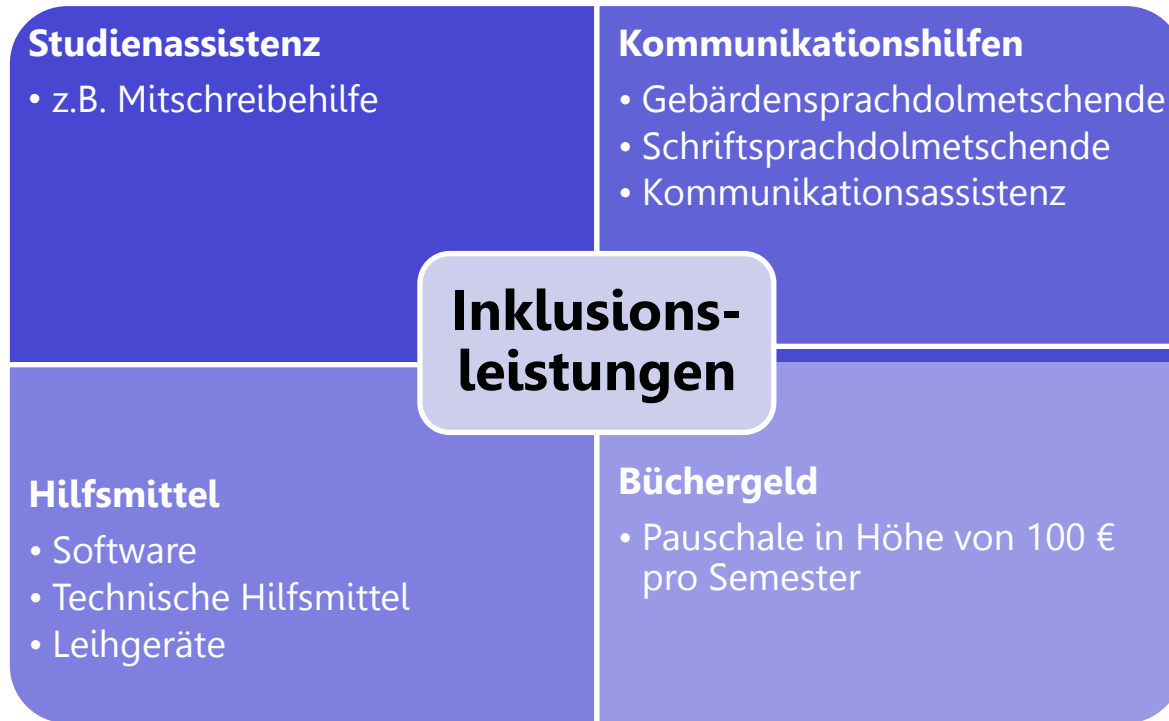 Studienassistenz
• z.B. Mitschreibehilfe
Kommunikationshilfen
• Gebärdensprachdolmetschende
• Schriftsprachdolmetschende
• Kommunikationsassistenz
Inklusions-
leistungen
Hilfsmittel
• Software
• Technische Hilfsmittel
• Leihgeräte
Büchergeld
• Pauschale in Höhe von 100 €
pro Semester